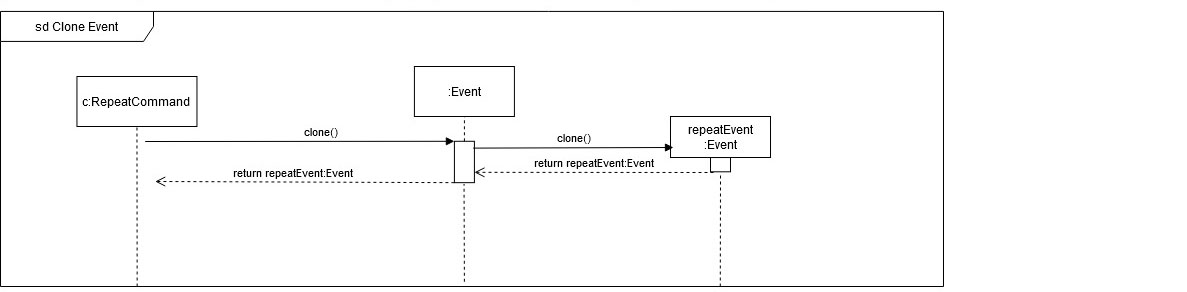 sd Clone Event
c:RepeatCommand
:Event
repeatEvent
:Event
clone()
clone()
return repeatEvent:Event
return repeatEvent:Event